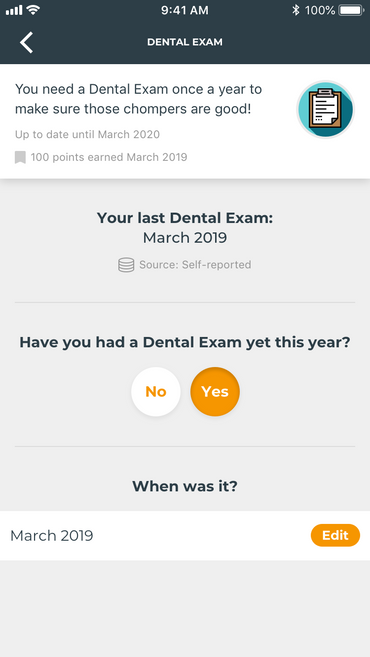 9:41 AM 100%
DENTAL EXAM
You need a Dental Exam once a year to
make sure those chompers are good!
Up to date until March 2020
100 points earned March 2019
Your last Dental Exam:
March 2019
Source: Self-reported
Have you had a Dental Exam yet this year?
No Yes
When was it?
March 2019 Edit